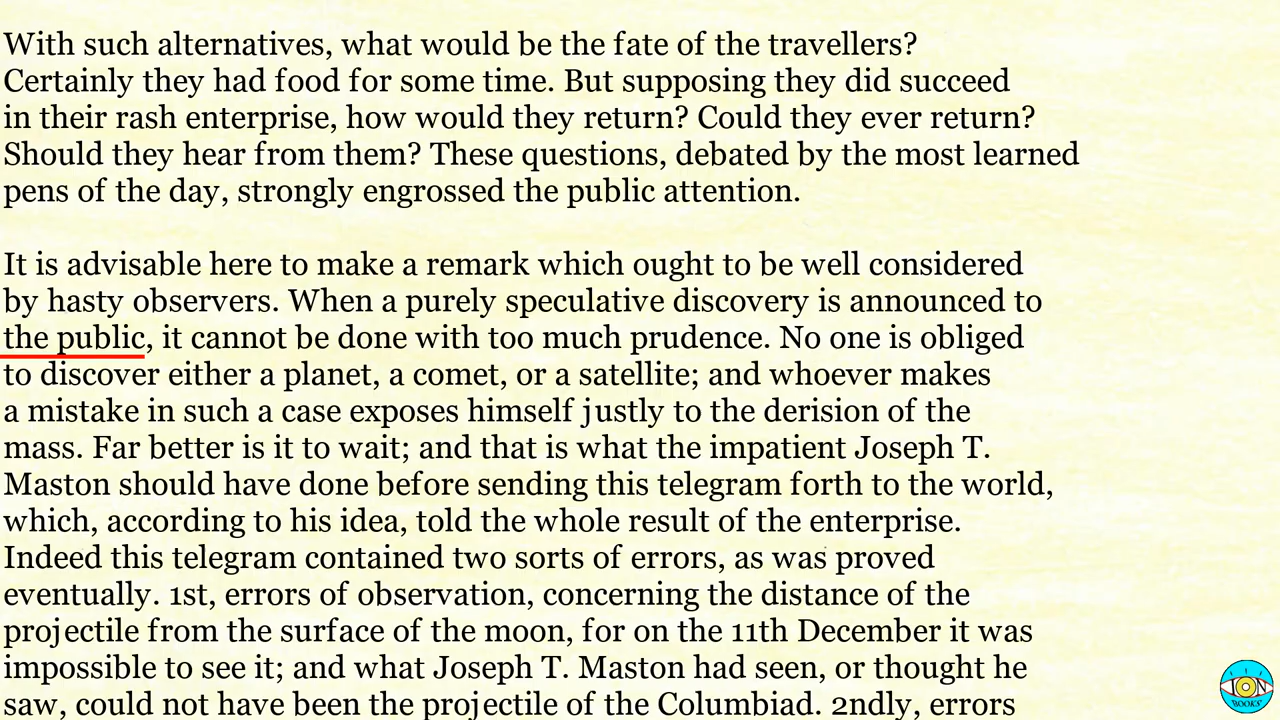 With such alternatives, what would be the fate of the travellers?
Certainly they had food for some time. But supposing they did succeed
in their rash enterprise, how would they return? Could they ever return?
Should they hear from them? These questions, debated by the most learned
pens of the day, strongly engrossed the public attention.
It is advisable here to make a remark which ought to be well considered
by hasty observers. When a purely speculative discovery is announced to
the public, it cannot be done with too much prudence. No one is obliged
to discover either a planet, a comet, or a satellite; and whoever makes
a mistake in such a case exposes himself justly to the derision of the
mass. Far better is it to wait; and that is what the impatient Joseph T.
Maston should have done before sending this telegram forth to the world,
which, according to his idea, told the whole result of the enterprise.
Indeed this telegram contained two sorts of errors, as was proved
eventually. 1st, errors of observation, concerning the distance of the
projectile from the surface of the moon, for on the 11th December it was
impossible to see it; and what Joseph T. Maston had seen, or thought he
saw, could not have been the projectile of the Columbiad. 2ndly, errors
ION
BOOKS